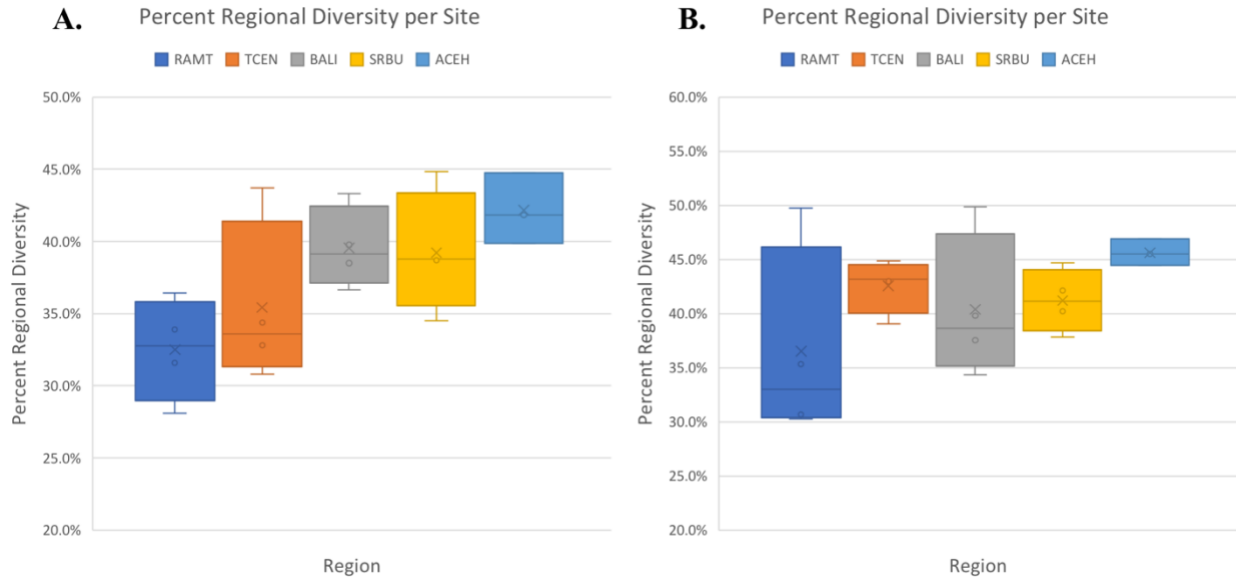 A.
Percent Regional Diversity per Site
RAMT TCEN BALI SRBU ACEH
50.0%
45.0%
40.0%
35.0%
30.0%
25.0%
20.0%
Percent Regional Diversity
Region
B.
Percent Regional Diviersity per Site
RAMT TCEN BALI SRBU ACEH
60.0%
55.0%
50.0%
45.0%
40.0%
35.0%
30.0%
25.0%
20.0%
Percent Regional Diversity
Region